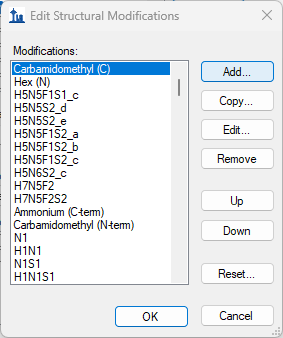 Edit Structural Modifications
Modifications:
Carbamidomethyl (C)
Hex (N)
H5N5F1S1_c
H5N5S2_d
H5N5S2_e
H5N5F1S2_a
H5N5F1S2_b
H5N5F1S2_c
H5N6S2_c
H7N5F2
H7N5F2S2
Ammonium (C-term)
Carbamidomethyl (N-term)
N1
H1N1
N1S1
H1N1S1
Add...
Copy...
Edit...
Remove
Up
Down
Reset...
OK
Cancel